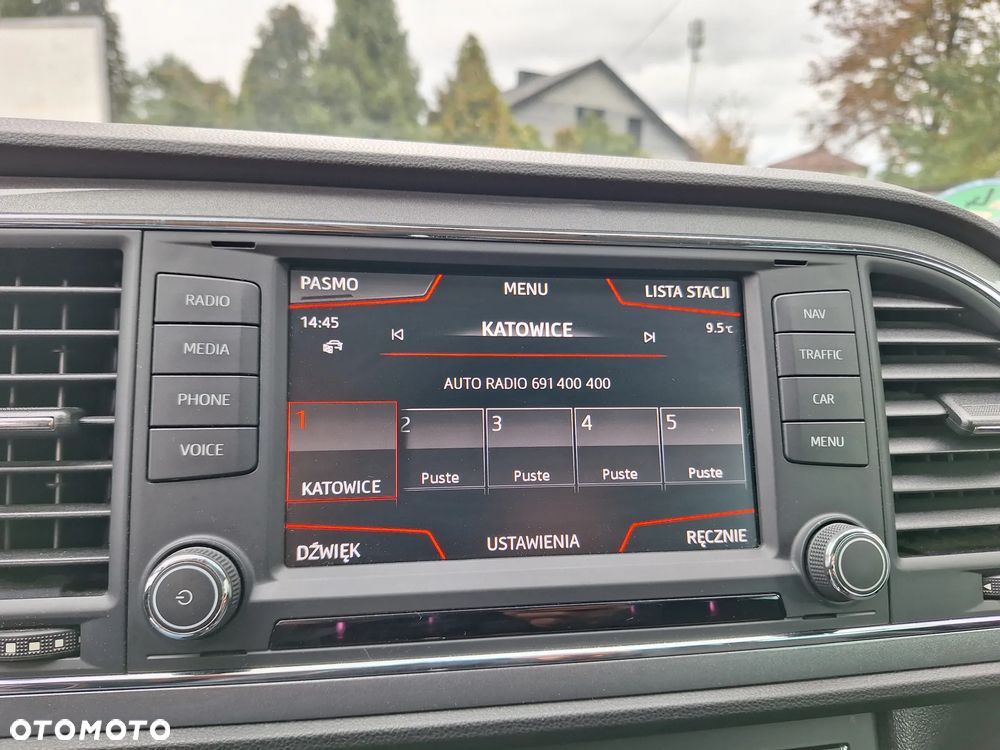 PASMO
MENU
LISTA STACJI
14:45
KATOWICE
9.5°C
AUTO RADIO 691 400 400
1
2
3
4
5
KATOWICE
Puste
Puste
Puste
Puste
DŹWIĘK
USTAWIENIA
RĘCZNIE
RADIO
MEDIA
PHONE
VOICE
NAV
TRAFFIC
CAR
MENU
OTOMOTO